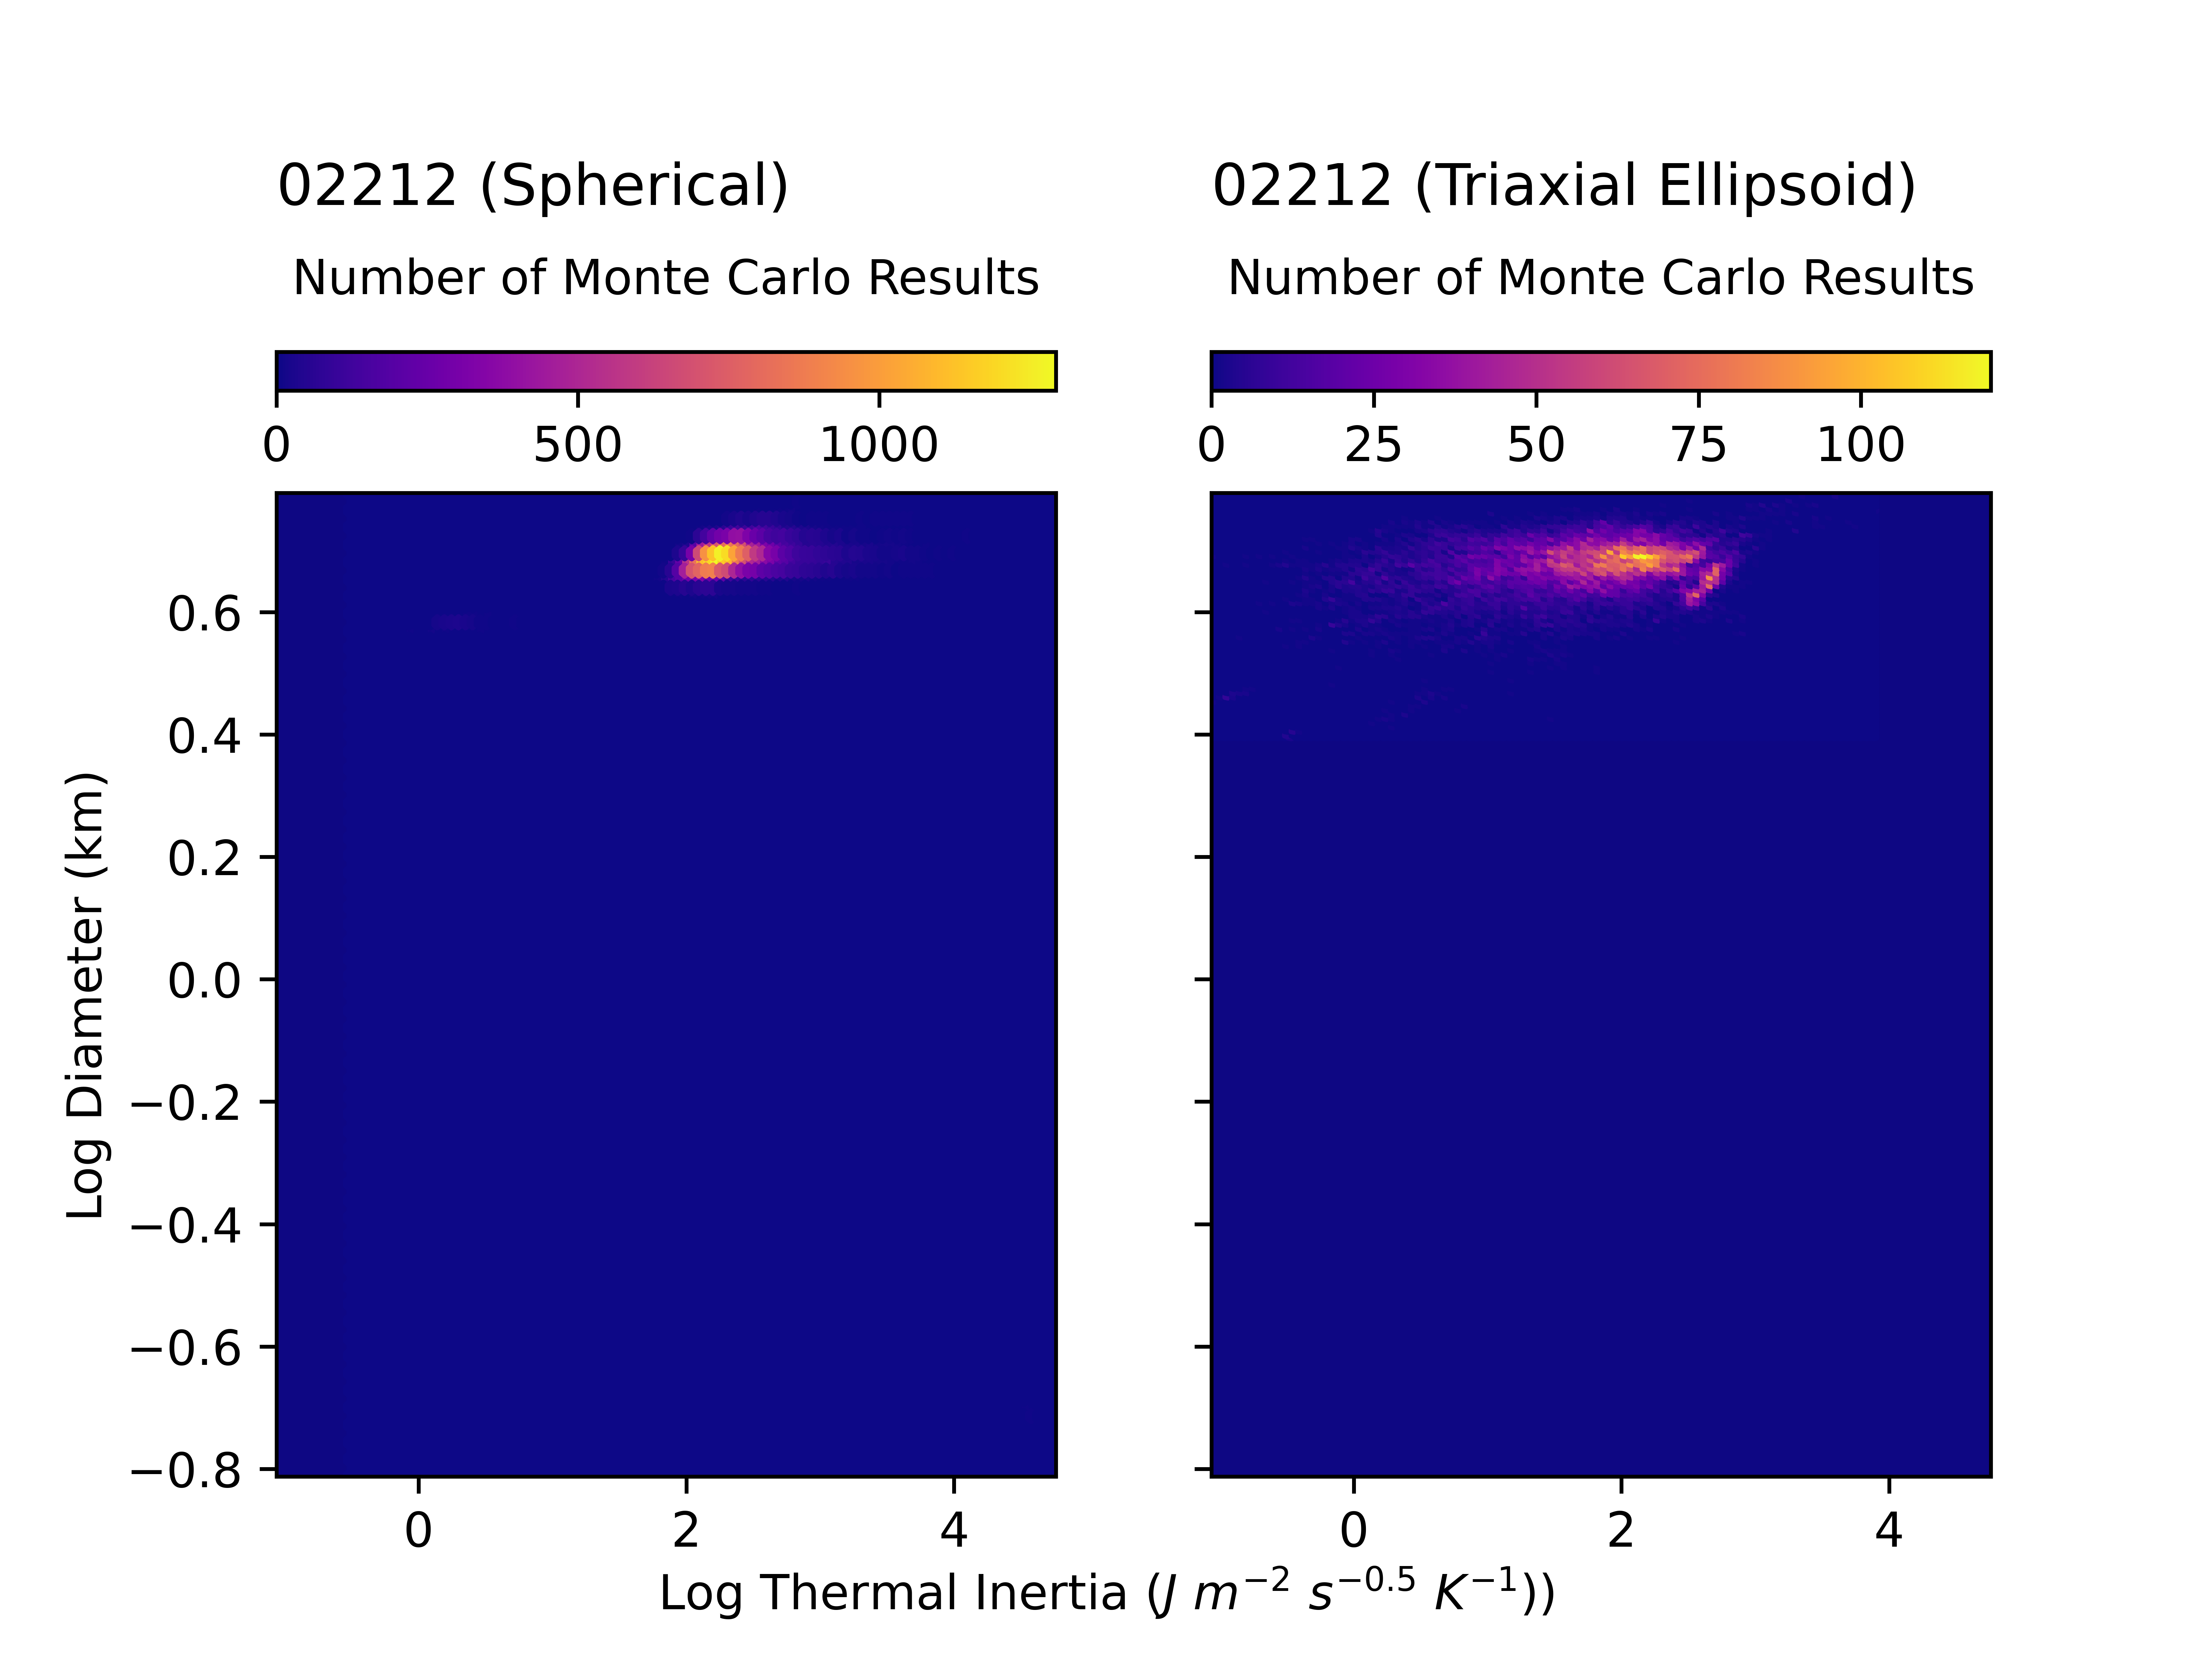 02212 (Spherical)
Number of Monte Carlo Results
0 500 1000
02212 (Triaxial Ellipsoid)
Number of Monte Carlo Results
0 25 50 75 100
Log Diameter (km)
0.6
0.4
0.2
0.0
−0.2
−0.4
−0.6
−0.8
0 2 4
0 2 4
Log Thermal Inertia (J m⁻² s⁻⁰·⁵ K⁻¹))